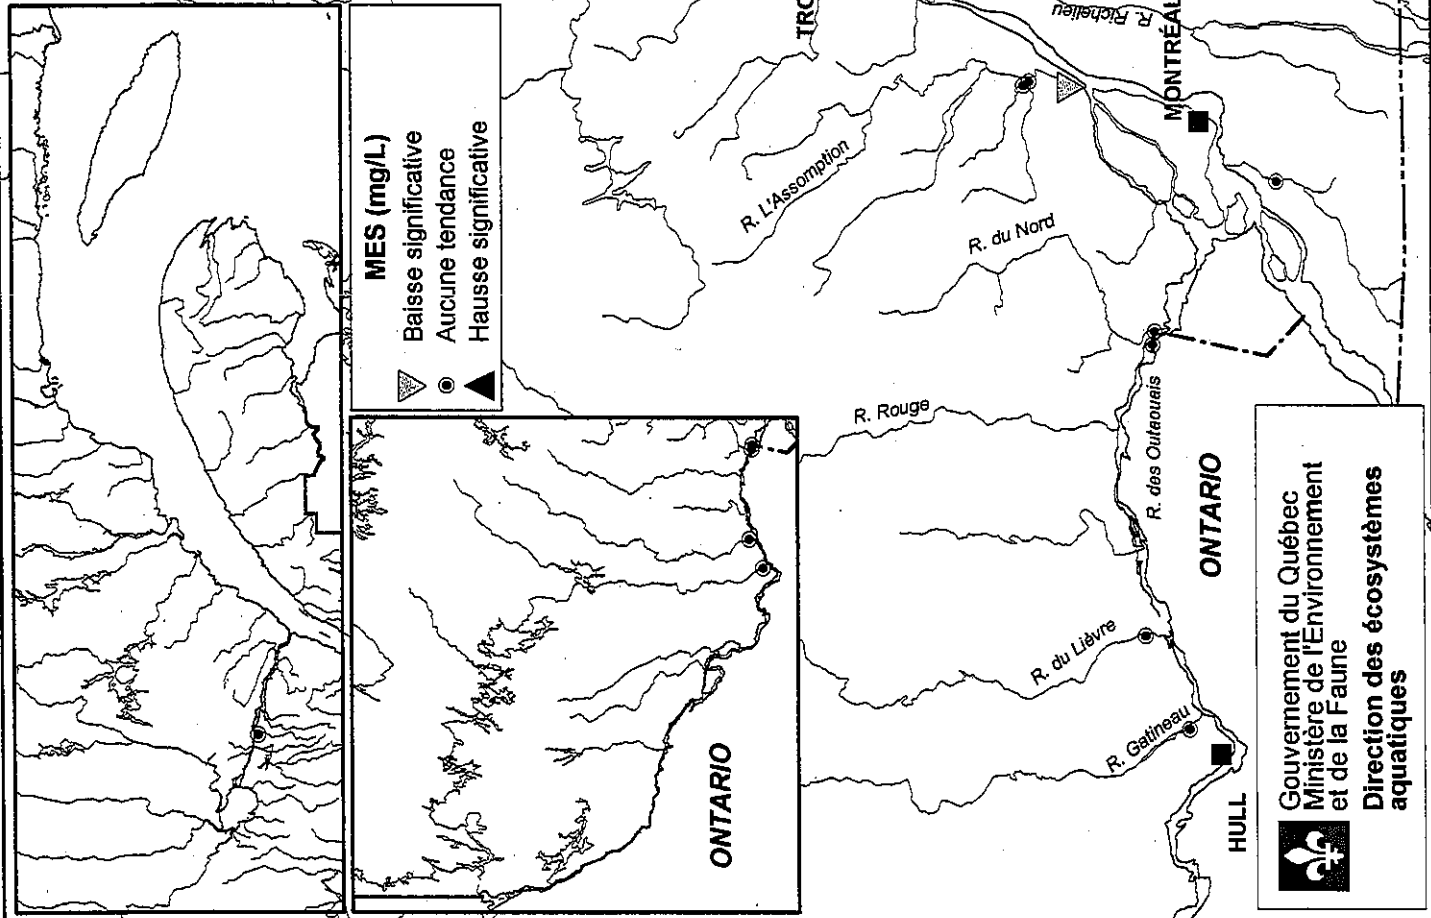 MES (mg/L)
Baisse significative
Aucune tendance
Hausse significative
R. L'Assomption
R. du Nord
R. Rouge
R. des Outaouais
R. du Lièvre
R. Gatineau
R. Richelieu
TRO
MONTRÉAL
HULL
ONTARIO
ONTARIO
Gouvernement du Québec
Ministère de l'Environnement
et de la Faune
Direction des écosystèmes
aquatiques